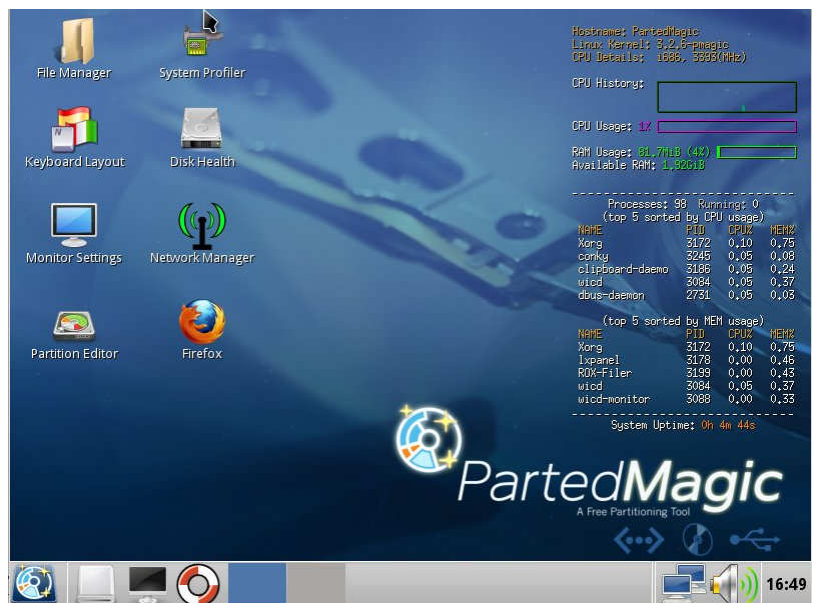 File Manager
System Profiler
Keyboard Layout
Disk Health
Monitor Settings
Network Manager
Partition Editor
Firefox
Hostname: PartedMagic
Linux Kernel: 3.2.6-pmagic
CPU Details: i686, 3393(MHz)
CPU History:
CPU Usage: 1%
RAM Usage: 81.7MiB (4%)
Available RAM: 1.92GiB
Processes: 98 Running: 0
(top 5 sorted by CPU usage)
NAME PID CPU% MEM%
Xorg 3172 0.10 0.75
conky 3245 0.05 0.08
clipboard-daemo 3186 0.05 0.24
wicd 3084 0.05 0.37
dbus-daemon 2731 0.05 0.03
(top 5 sorted by MEM usage)
NAME PID CPU% MEM%
Xorg 3172 0.10 0.75
lxpanel 3178 0.00 0.46
ROX-Filer 3199 0.00 0.43
wicd 3084 0.05 0.37
wicd-monitor 3088 0.00 0.33
System Uptime: 0h 4m 44s
PartedMagic
A Free Partitioning Tool
16:49